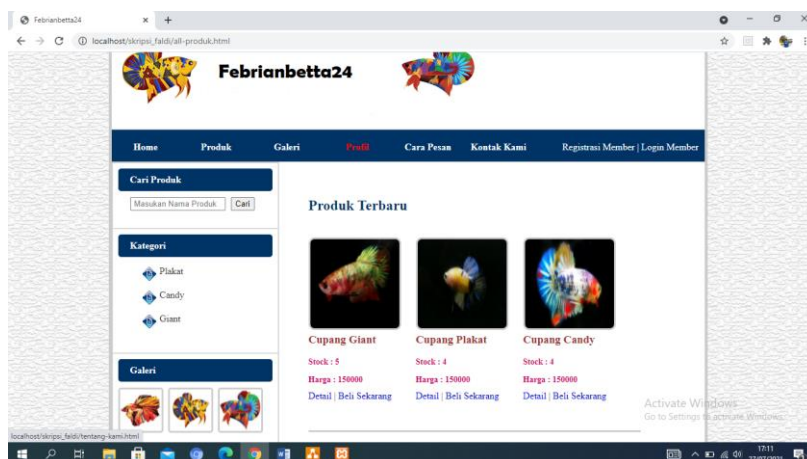 Febrianbetta24
localhost/skripsi_faldi/all-produk.html
Febrianbetta24
Home Produk Galeri Profil Cara Pesan Kontak Kami Registrasi Member | Login Member
Cari Produk
Masukan Nama Produk Cari
Kategori
Plakat
Candy
Giant
Galeri
Produk Terbaru
Cupang Giant Cupang Plakat Cupang Candy
Stock : 5 Stock : 4 Stock : 4
Harga : 150000 Harga : 150000 Harga : 150000
Detail | Beli Sekarang Detail | Beli Sekarang Detail | Beli Sekarang
Activate Windows
Go to Settings to activate Windows.
localhost/skripsi_faldi/tentang-kami.html
17:11